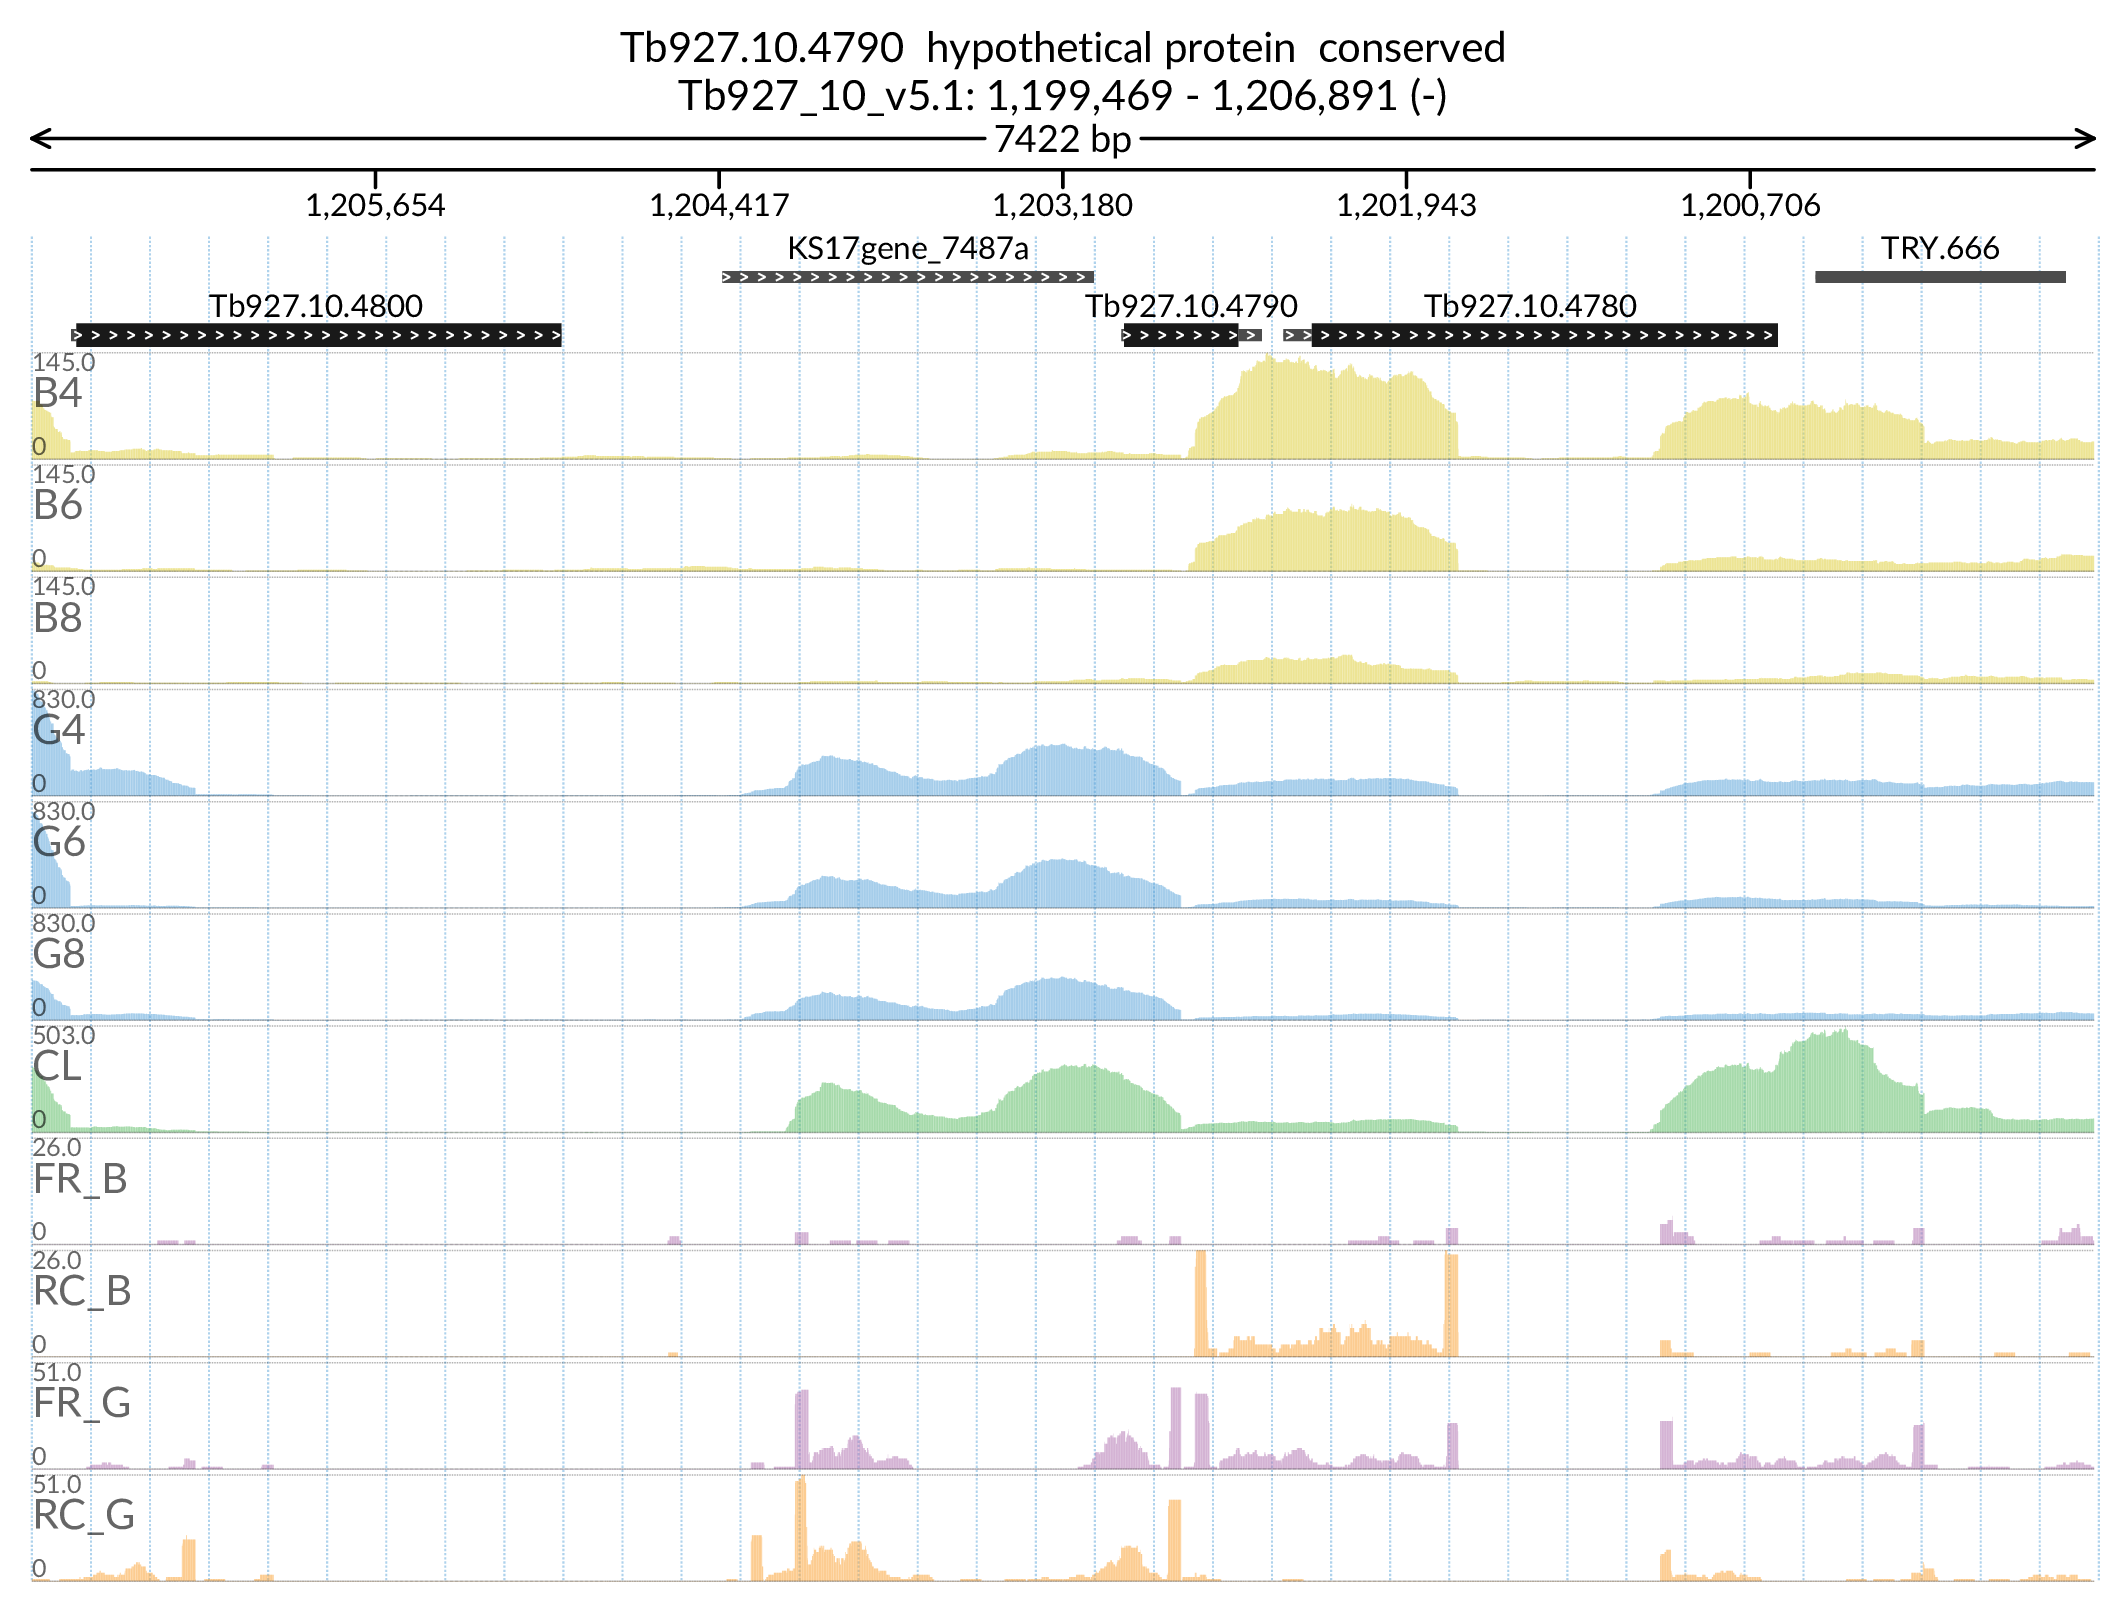 Tb927.10.4790  hypothetical protein  conserved
Tb927_10_v5.1: 1,199,469 - 1,206,891 (-)
7422 bp
1,205,654 1,204,417 1,203,180 1,201,943 1,200,706
KS17gene_7487a TRY.666
Tb927.10.4800 Tb927.10.4790 Tb927.10.4780
145.0
B4
0
145.0
B6
0
145.0
B8
0
830.0
G4
0
830.0
G6
0
830.0
G8
0
503.0
CL
0
26.0
FR_B
0
26.0
RC_B
0
51.0
FR_G
0
51.0
RC_G
0